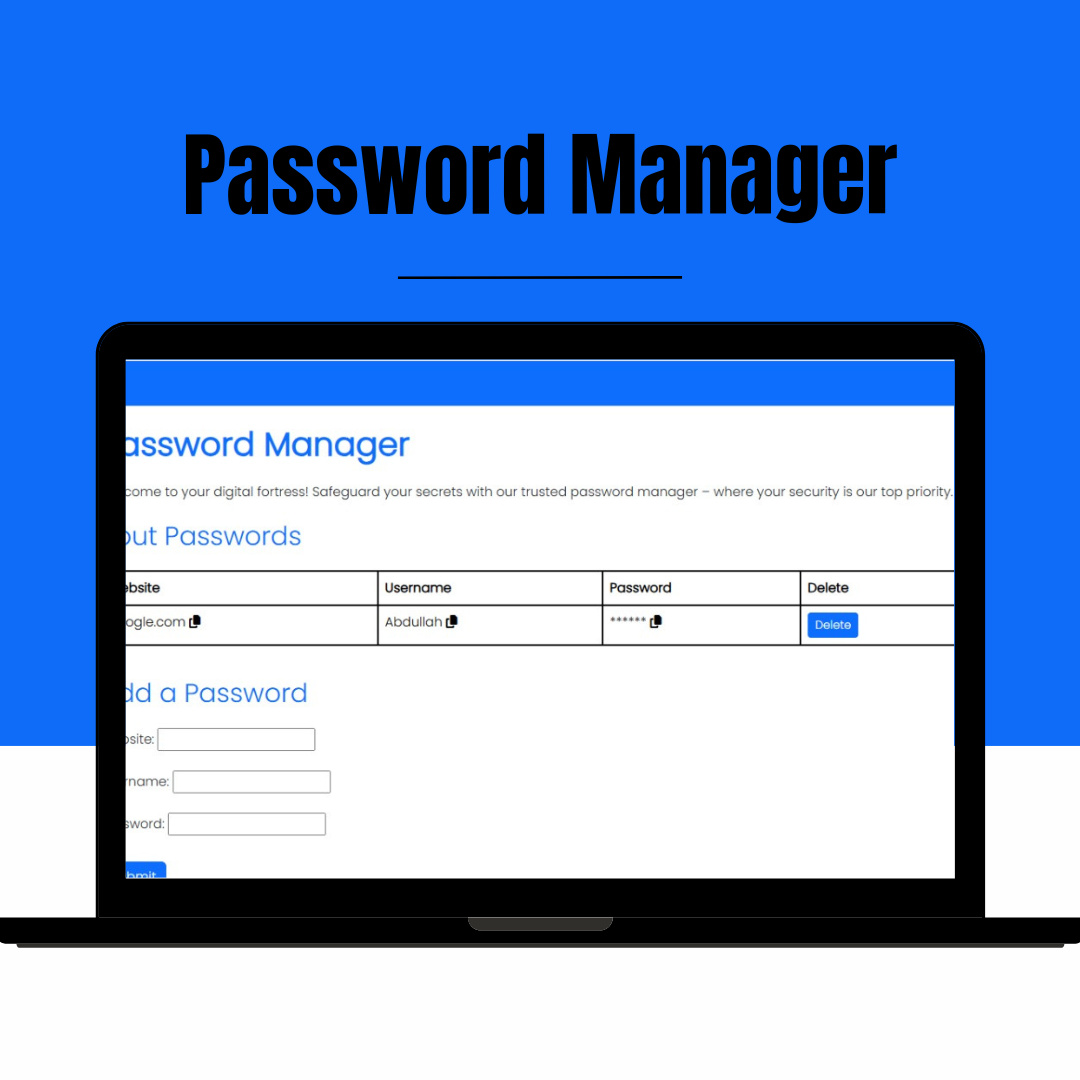 Password Manager
assword Manager
come to your digital fortress! Safeguard your secrets with our trusted password manager – where your security is our top priority.
out Passwords
ebsite Username Password Delete
ogle.com Abdullah ****** Delete
dd a Password
bsite:
rname:
sword:
bmit